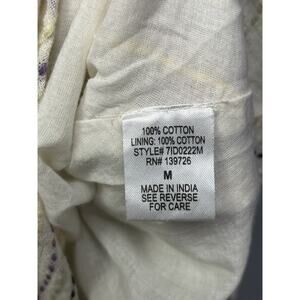 100% COTTON
LINING: 100% COTTON
STYLE# 7ID0222M
RN# 139726
M
MADE IN INDIA
SEE REVERSE
FOR CARE